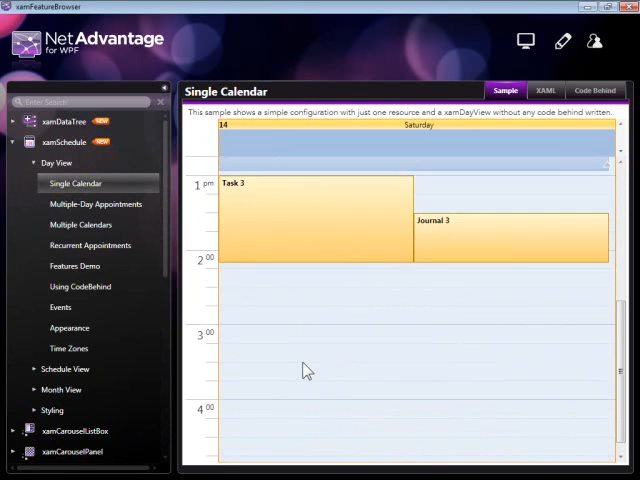 xamFeatureBrowser
NetAdvantage
for WPF
Enter Search
xamDataTree NEW
xamSchedule NEW
Day View
Single Calendar
Multiple-Day Appointments
Multiple Calendars
Recurrent Appointments
Features Demo
Using CodeBehind
Events
Appearance
Time Zones
Schedule View
Month View
Styling
xamCarouselListBox
xamCarouselPanel
Single Calendar
Sample XAML Code Behind
This sample shows a simple configuration with just one resource and a xamDayView without any code behind written.
14 Saturday
1 pm Task 3
Journal 3
2 00
3 00
4 00